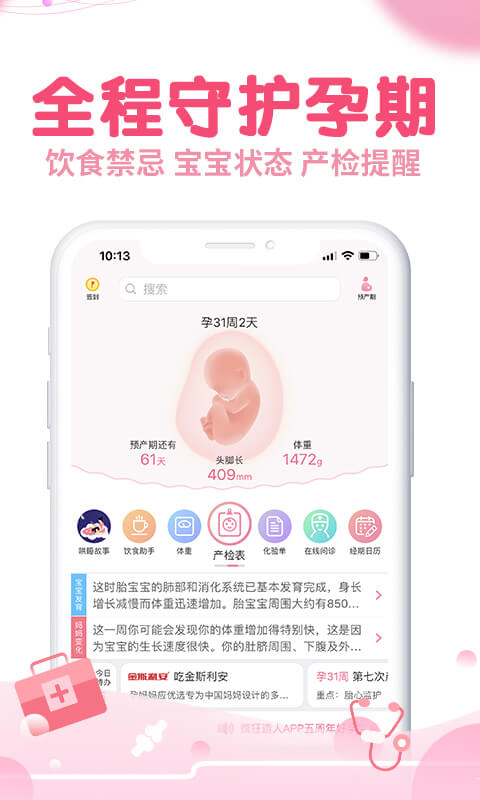 全程守护孕期
饮食禁忌 宝宝状态 产检提醒
10:13
签到
搜索
预产期
孕31周2天
预产期还有
61天
头脚长
409mm
体重
1472g
哄睡故事
饮食助手
体重
产检表
化验单
在线问诊
经期日历
宝宝发育
这时胎宝宝的肺部和消化系统已基本发育完成，身长
增长减慢而体重迅速增加。胎宝宝周围大约有850...
妈妈变化
这一周你可能会发现你的体重增加得特别快，这是因
为宝宝的生长速度很快。你的肚脐周围、下腹及外...
今日
待办
金斯利安
吃金斯利安
孕妈妈应优选专为中国妈妈设计的多...
孕31周 第七次产
重点：胎心监护
疯狂造人APP五周年好孕